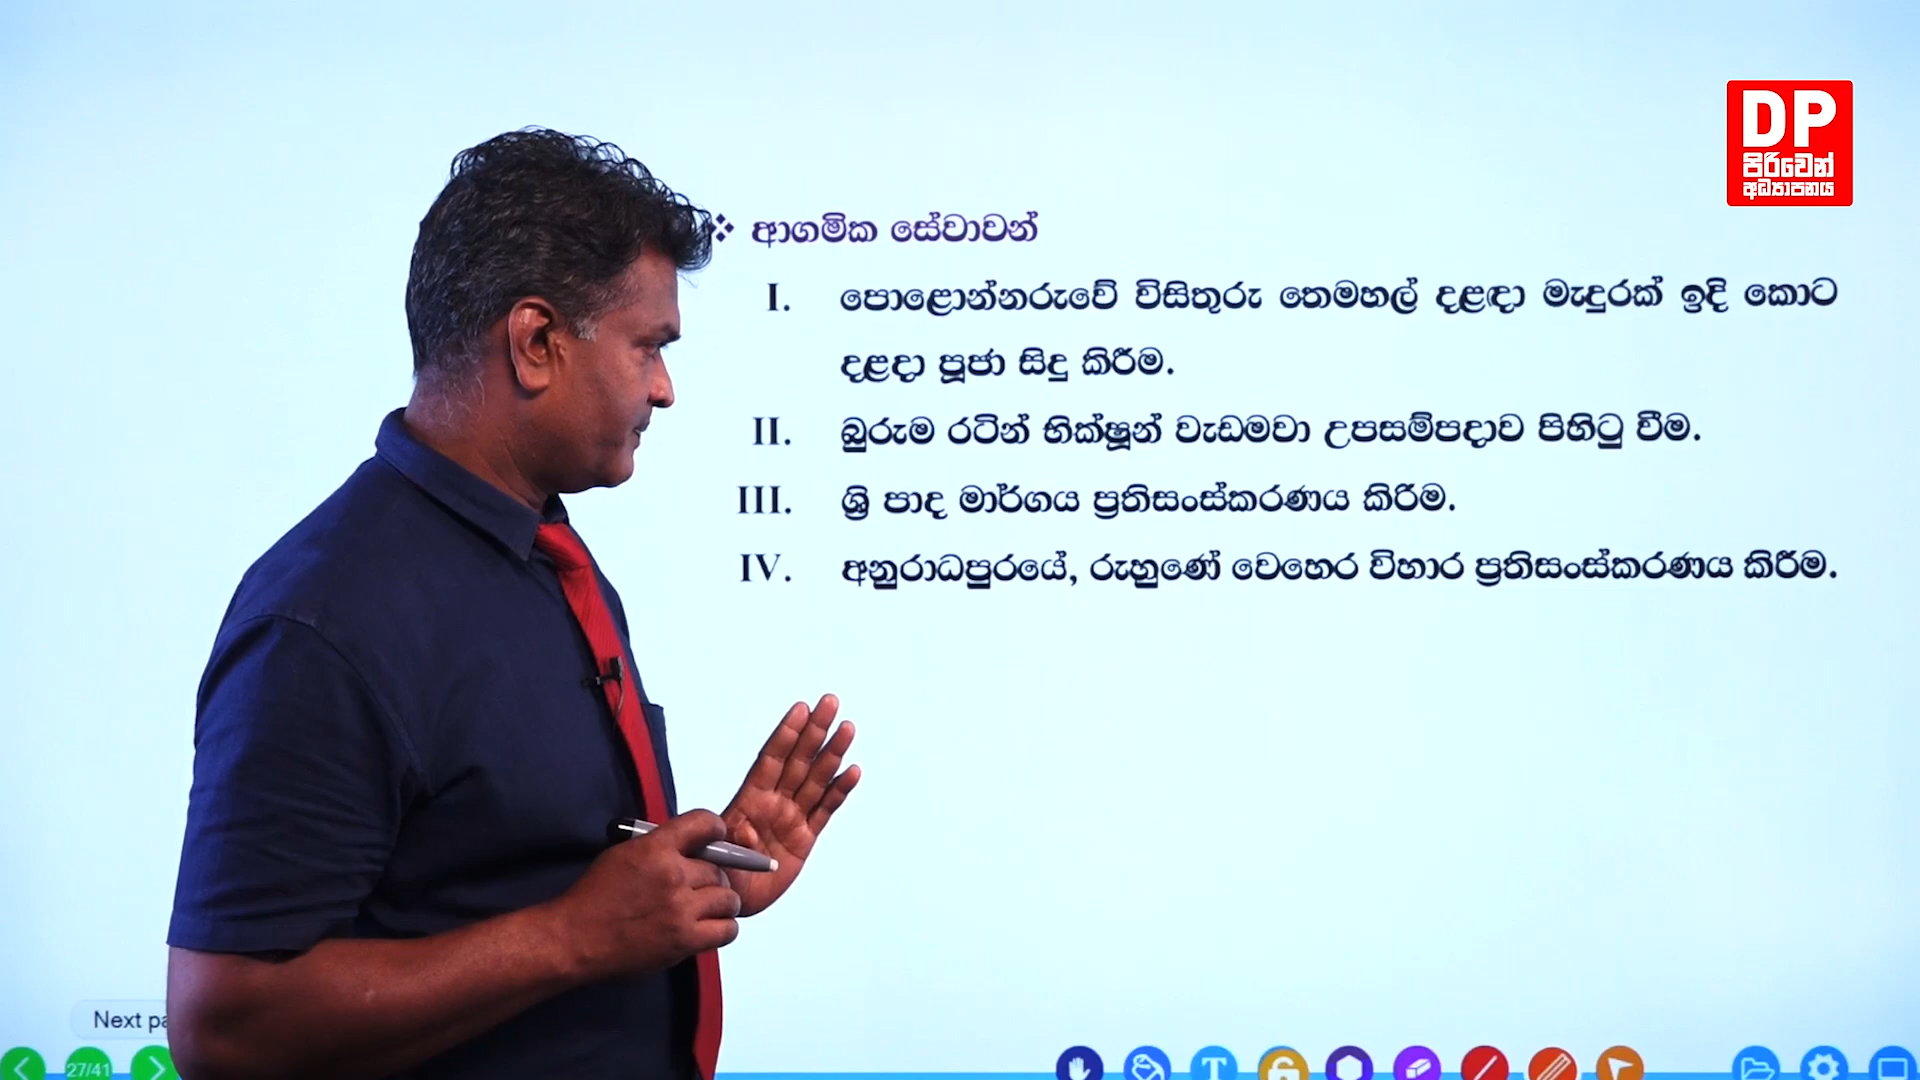 DP
පිරිවෙන්
අධ්‍යාපනය
❖ ආගමික සේවාවන්
I. පොළොන්නරුවේ විසිතුරු තෙමහල් දළඳා මැදුරක් ඉදි කොට
දළදා පූජා සිදු කිරීම.
II. බුරුම රටින් භික්ෂූන් වැඩමවා උපසම්පදාව පිහිටු වීම.
III. ශ්‍රි පාද මාර්ගය ප්‍රතිසංස්කරණය කිරීම.
IV. අනුරාධපුරයේ, රුහුණේ වෙහෙර විහාර ප්‍රතිසංස්කරණය කිරීම.
Next
27/41
T